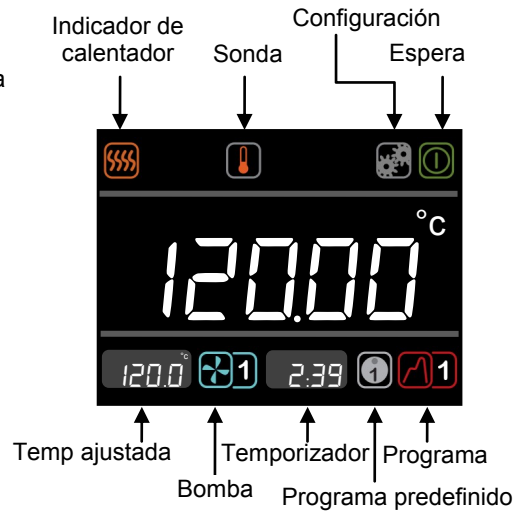 Indicador de
calentador
Sonda
Configuración
Espera
a
°C
120.00
120.0 °C
1
2:39
1
1
Temp ajustada
Bomba
Temporizador
Programa predefinido
Programa